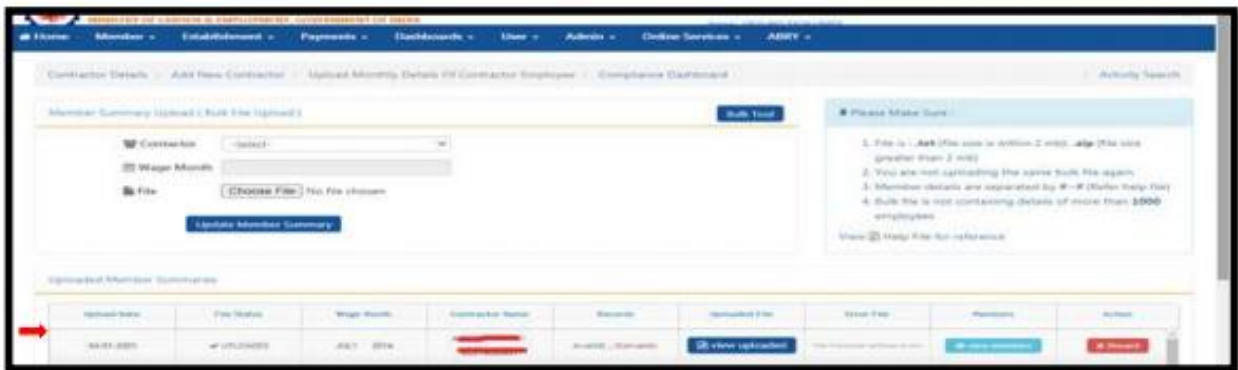 MINISTRY OF LABOUR & EMPLOYMENT, GOVERNMENT OF INDIA
Home Member Establishment Payments Dashboards User Admin Online Services ABRY
Contractor Details / Add New Contractor / Upload Monthly Details Of Contractor Employee / Compliance Dashboard Activity Search
Member Summary Upload ( Bulk File Upload ) Bulk Tool
Contractor -Select-
Wage Month
File Choose File No file chosen
Update Member Summary
Please Make Sure :
1. File is : .txt (file size is within 2 mb), .zip (file size
greater than 2 mb)
2. You are not uploading the same bulk file again
3. Member details are separated by #~# (Refer help file)
4. Bulk file is not containing details of more than 1000
employees
View Help File for reference
Uploaded Member Summaries
Upload Date File Status Wage Month Contractor Name Records Uploaded File Error File Members Action
UPLOADED JULY view uploaded view members Discard